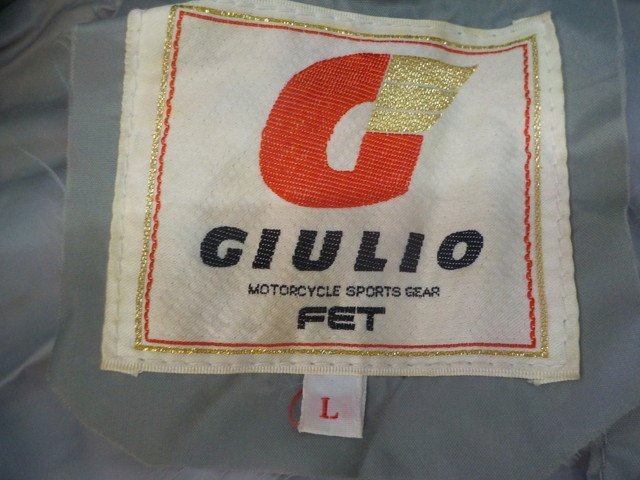 G
GIULIO
MOTORCYCLE SPORTS GEAR
FET
L